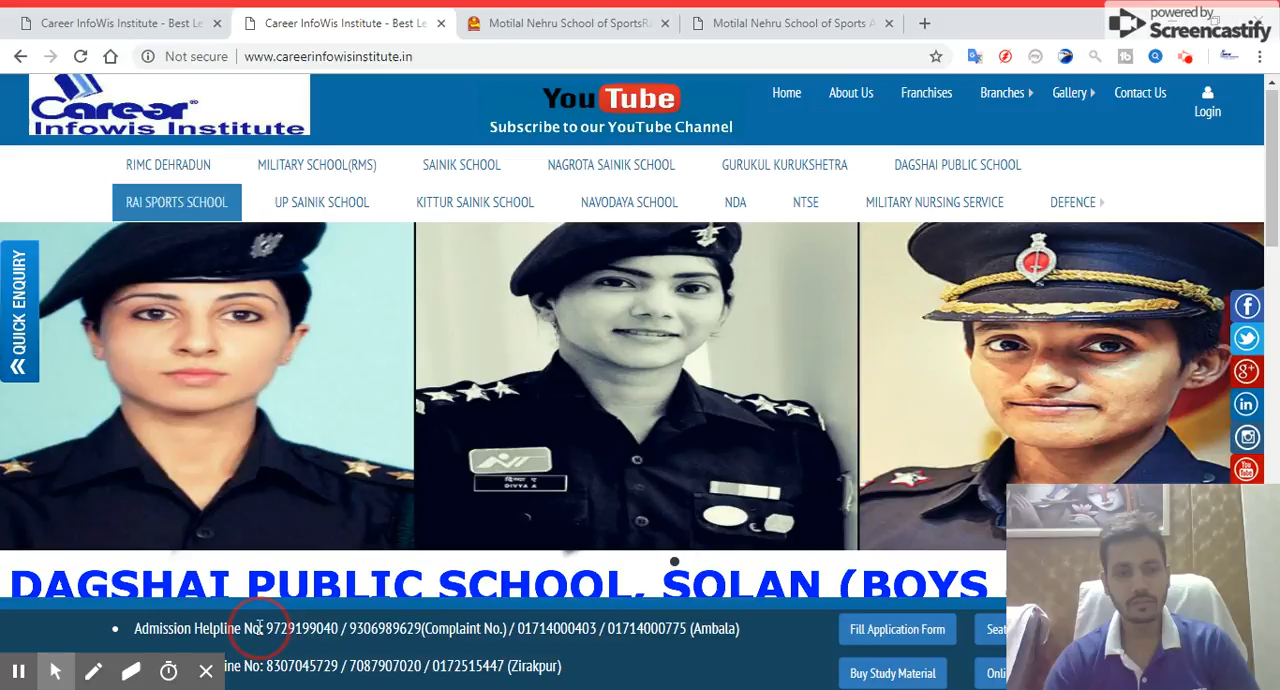 Career InfoWis Institute - Best Le
Career InfoWis Institute - Best Le
Motilal Nehru School of SportsR
Motilal Nehru School of Sports A
powered by
Screencastify
Not secure
www.careerinfowisinstitute.in
Career
Infowis Institute
You Tube
Subscribe to our YouTube Channel
Home
About Us
Franchises
Branches
Gallery
Contact Us
Login
RIMC DEHRADUN
MILITARY SCHOOL(RMS)
SAINIK SCHOOL
NAGROTA SAINIK SCHOOL
GURUKUL KURUKSHETRA
DAGSHAI PUBLIC SCHOOL
RAI SPORTS SCHOOL
UP SAINIK SCHOOL
KITTUR SAINIK SCHOOL
NAVODAYA SCHOOL
NDA
NTSE
MILITARY NURSING SERVICE
DEFENCE
QUICK ENQUIRY
DIVYA A
DAGSHAI PUBLIC SCHOOL, SOLAN (BOYS
Admission Helpline No: 9729199040 / 9306989629(Complaint No.) / 01714000403 / 01714000775 (Ambala)
Fill Application Form
Seat
ine No: 8307045729 / 7087907020 / 0172515447 (Zirakpur)
Buy Study Material
Onli